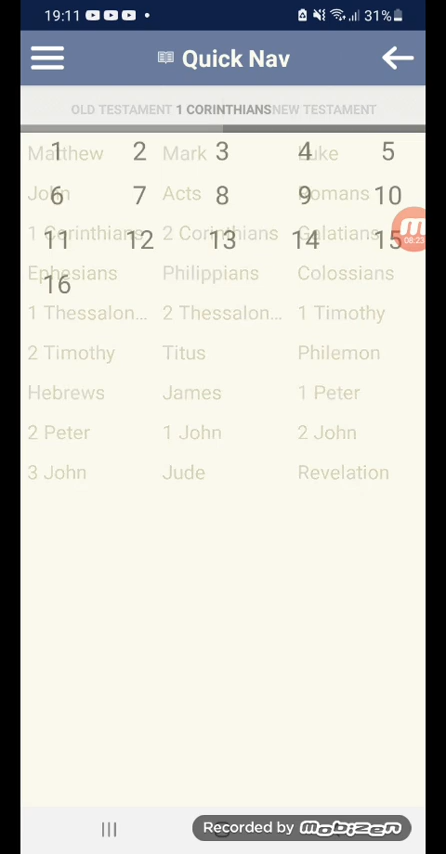 19:11 31%
Quick Nav
OLD TESTAMENT 1 CORINTHIANS NEW TESTAMENT
1 2 3 4 5
Matthew Mark Luke
6 7 8 9 10
John Acts Romans
11 12 13 14 15
1 Corinthians 2 Corinthians Galatians
08:23
16
Ephesians Philippians Colossians
1 Thessalon... 2 Thessalon... 1 Timothy
2 Timothy Titus Philemon
Hebrews James 1 Peter
2 Peter 1 John 2 John
3 John Jude Revelation
Recorded by mobizen